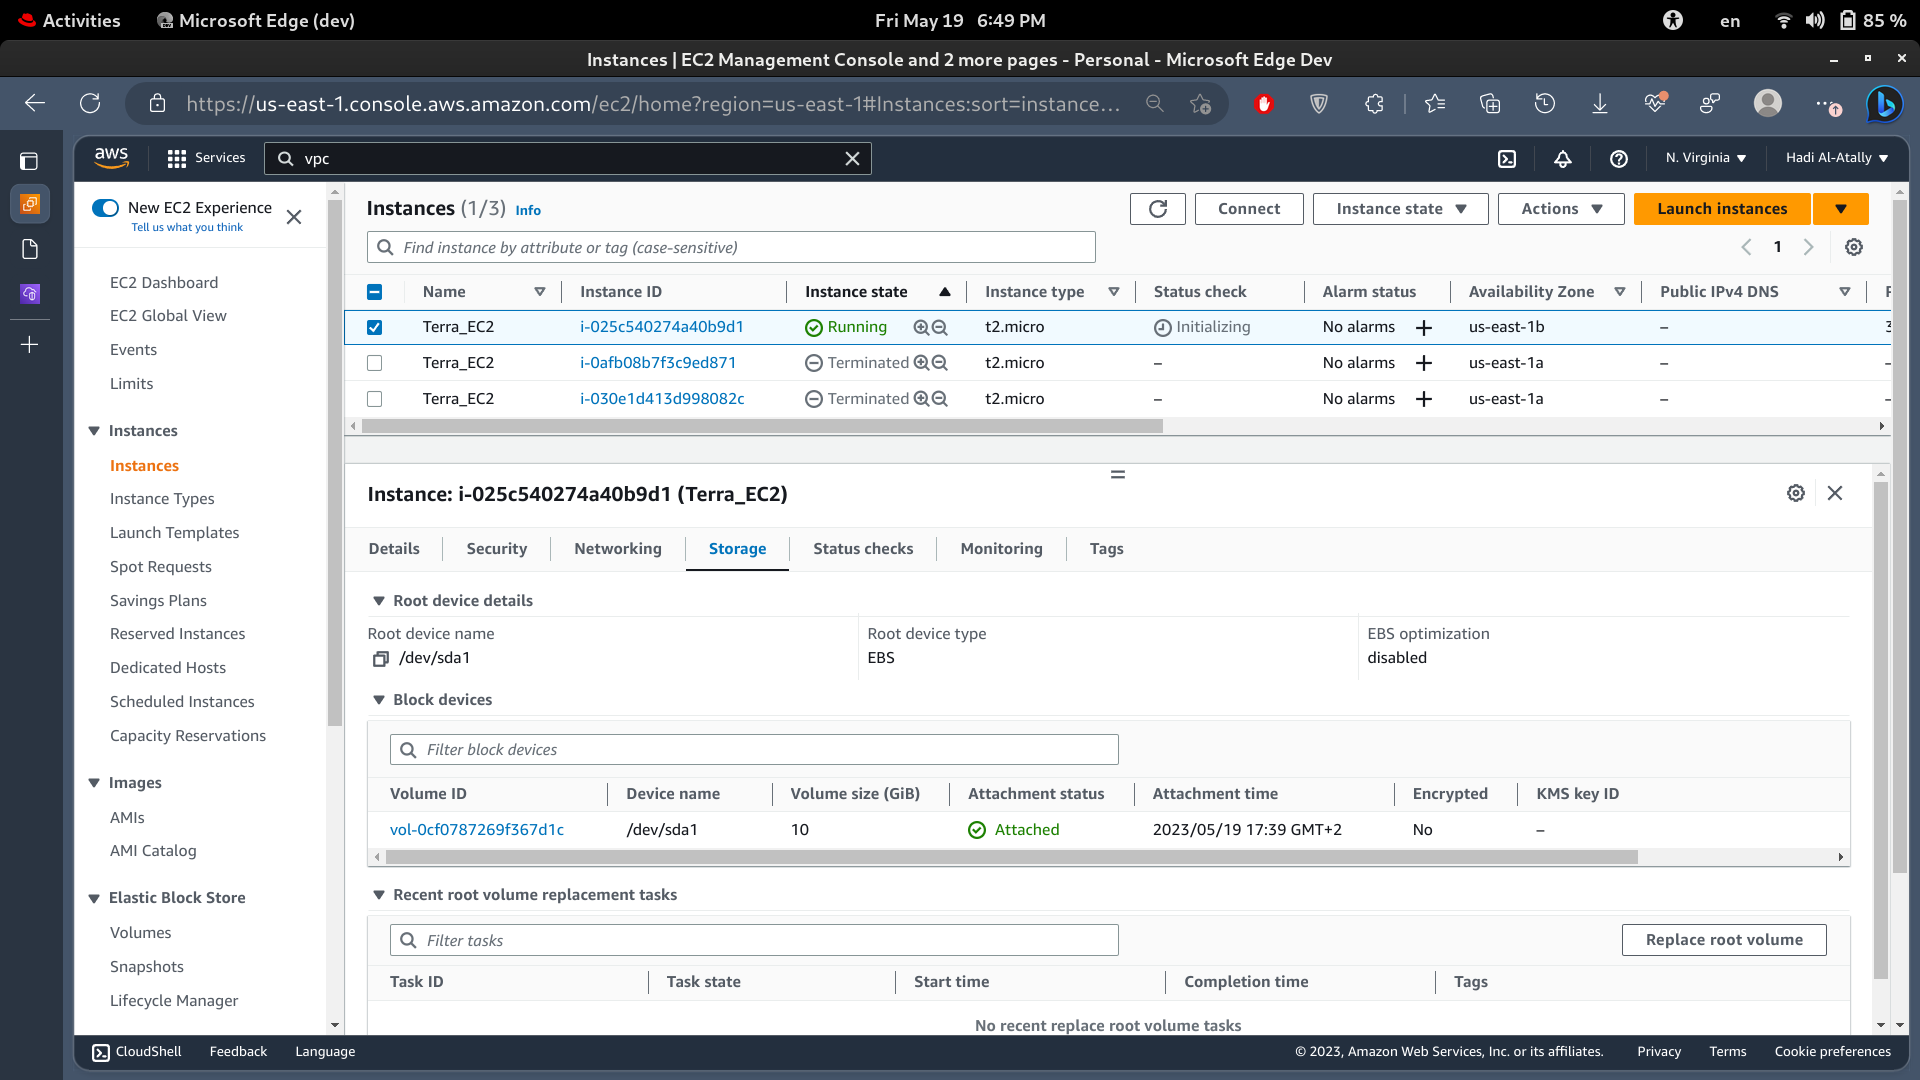 Activities Microsoft Edge (dev) Fri May 19 6:49 PM en 85 %
Instances | EC2 Management Console and 2 more pages - Personal - Microsoft Edge Dev
https://us-east-1.console.aws.amazon.com/ec2/home?region=us-east-1#Instances:sort=instance...
aws Services vpc N. Virginia Hadi Al-Atally
New EC2 Experience
Tell us what you think
EC2 Dashboard
EC2 Global View
Events
Limits
Instances
Instances
Instance Types
Launch Templates
Spot Requests
Savings Plans
Reserved Instances
Dedicated Hosts
Scheduled Instances
Capacity Reservations
Images
AMIs
AMI Catalog
Elastic Block Store
Volumes
Snapshots
Lifecycle Manager
Instances (1/3) Info Connect Instance state Actions Launch instances
Find instance by attribute or tag (case-sensitive) 1
Name Instance ID Instance state Instance type Status check Alarm status Availability Zone Public IPv4 DNS
Terra_EC2 i-025c540274a40b9d1 Running t2.micro Initializing No alarms + us-east-1b –
Terra_EC2 i-0afb08b7f3c9ed871 Terminated t2.micro – No alarms + us-east-1a – –
Terra_EC2 i-030e1d413d998082c Terminated t2.micro – No alarms + us-east-1a – –
Instance: i-025c540274a40b9d1 (Terra_EC2)
Details Security Networking Storage Status checks Monitoring Tags
Root device details
Root device name Root device type EBS optimization
/dev/sda1 EBS disabled
Block devices
Filter block devices
Volume ID Device name Volume size (GiB) Attachment status Attachment time Encrypted KMS key ID
vol-0cf0787269f367d1c /dev/sda1 10 Attached 2023/05/19 17:39 GMT+2 No –
Recent root volume replacement tasks
Filter tasks Replace root volume
Task ID Task state Start time Completion time Tags
No recent replace root volume tasks
CloudShell Feedback Language © 2023, Amazon Web Services, Inc. or its affiliates. Privacy Terms Cookie preferences